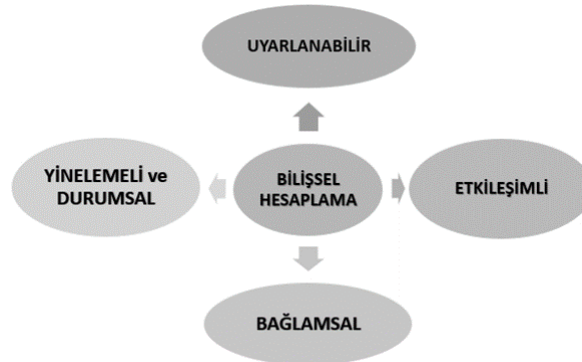 UYARLANABİLİR
YİNELEMELİ ve
DURUMSAL
BİLİŞSEL
HESAPLAMA
ETKİLEŞİMLİ
BAĞLAMSAL